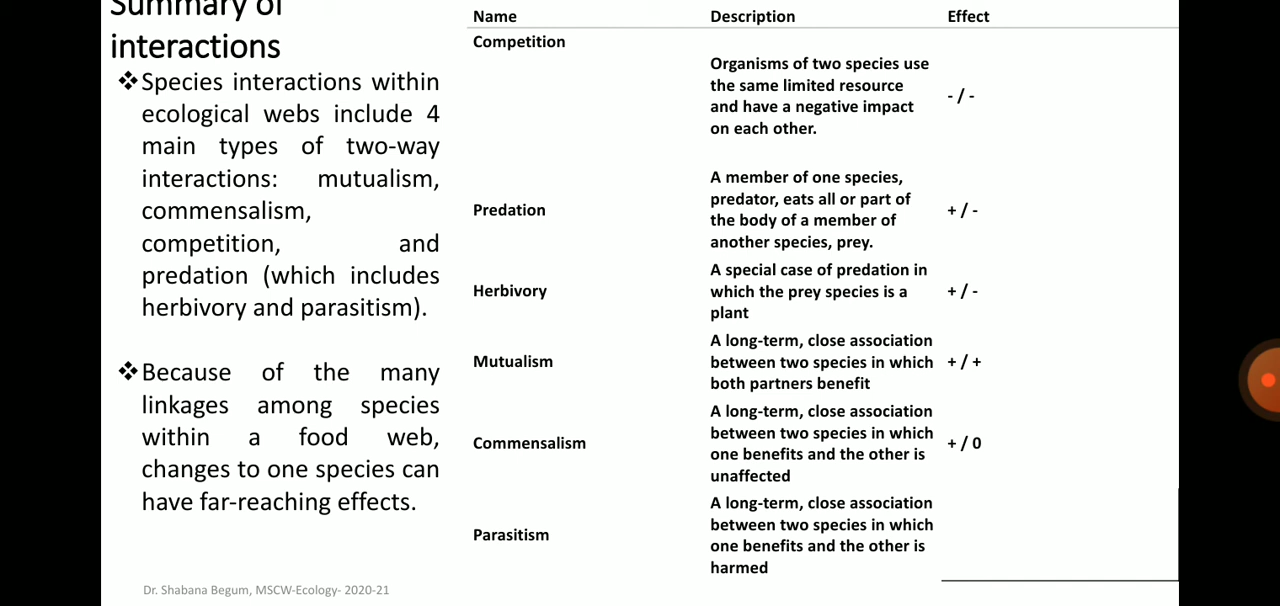 Summary of
interactions
❖Species interactions within
ecological webs include 4
main types of two-way
interactions: mutualism,
commensalism,
competition, and
predation (which includes
herbivory and parasitism).
❖Because of the many
linkages among species
within a food web,
changes to one species can
have far-reaching effects.
Name Description Effect
Competition
Organisms of two species use
the same limited resource
and have a negative impact
on each other.
- / -
A member of one species,
predator, eats all or part of
the body of a member of
another species, prey.
Predation
+ / -
A special case of predation in
which the prey species is a
plant
Herbivory
+ / -
A long-term, close association
between two species in which
both partners benefit
Mutualism
+ / +
A long-term, close association
between two species in which
one benefits and the other is
unaffected
Commensalism
+ / 0
A long-term, close association
between two species in which
one benefits and the other is
harmed
Parasitism
Dr. Shabana Begum, MSCW-Ecology- 2020-21